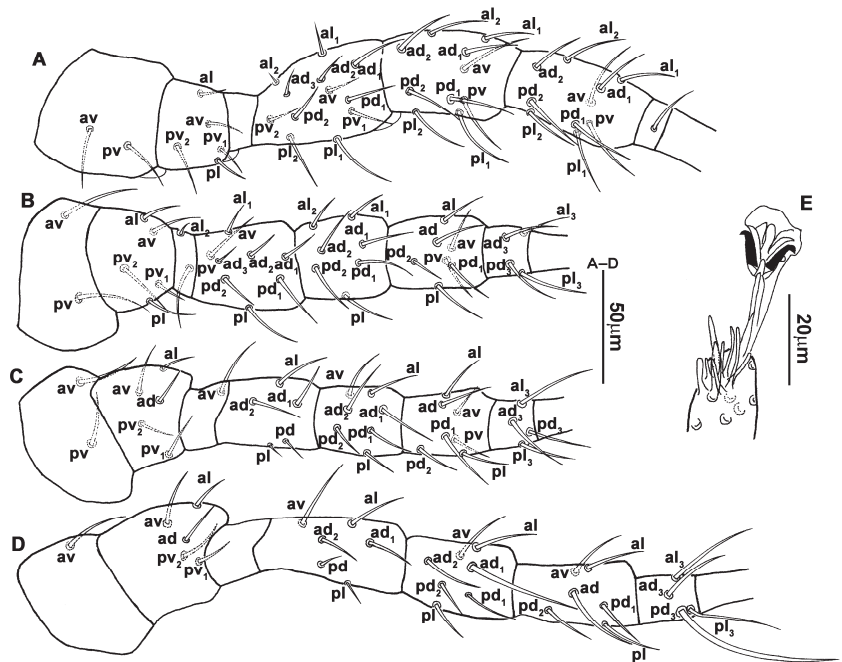 A
av
pv
al
av
pv2
pv1
pl
al2
al1
ad3
ad2
ad1
av
pv2
pd2
pd1
pv1
pl2
pl1
al2
al1
ad2
ad1
av
pd2
pd1
pv
pl2
pl1
al2
al1
ad2
av
ad1
pd2
pd1
pv
pl2
pl1
B
av
pv
al
av
pv2
pv1
pl
al2
al1
av
pv
ad3
ad2
ad1
pd2
pd1
pl
al2
al1
ad1
ad2
pd2
pd1
pl
al
ad
av
pd2
pv
pd1
pl
al3
ad3
pd3
pl3
A–D
50μm
E
20μm
C
av
pv
al
av
ad
pv2
pv1
av
al
ad2
ad1
pd
pl
av
al
ad2
ad1
pd2
pd1
pl
al
ad
av
pd1
pv
pd2
pl
al3
ad3
pd3
pl3
D
av
av
al
ad
pv2
pv1
av
al
ad2
ad1
pd
pl
av
al
ad2
ad1
pd2
pd1
pl
av
al
ad
pd2
pd1
pl
al3
ad3
pd3
pl3